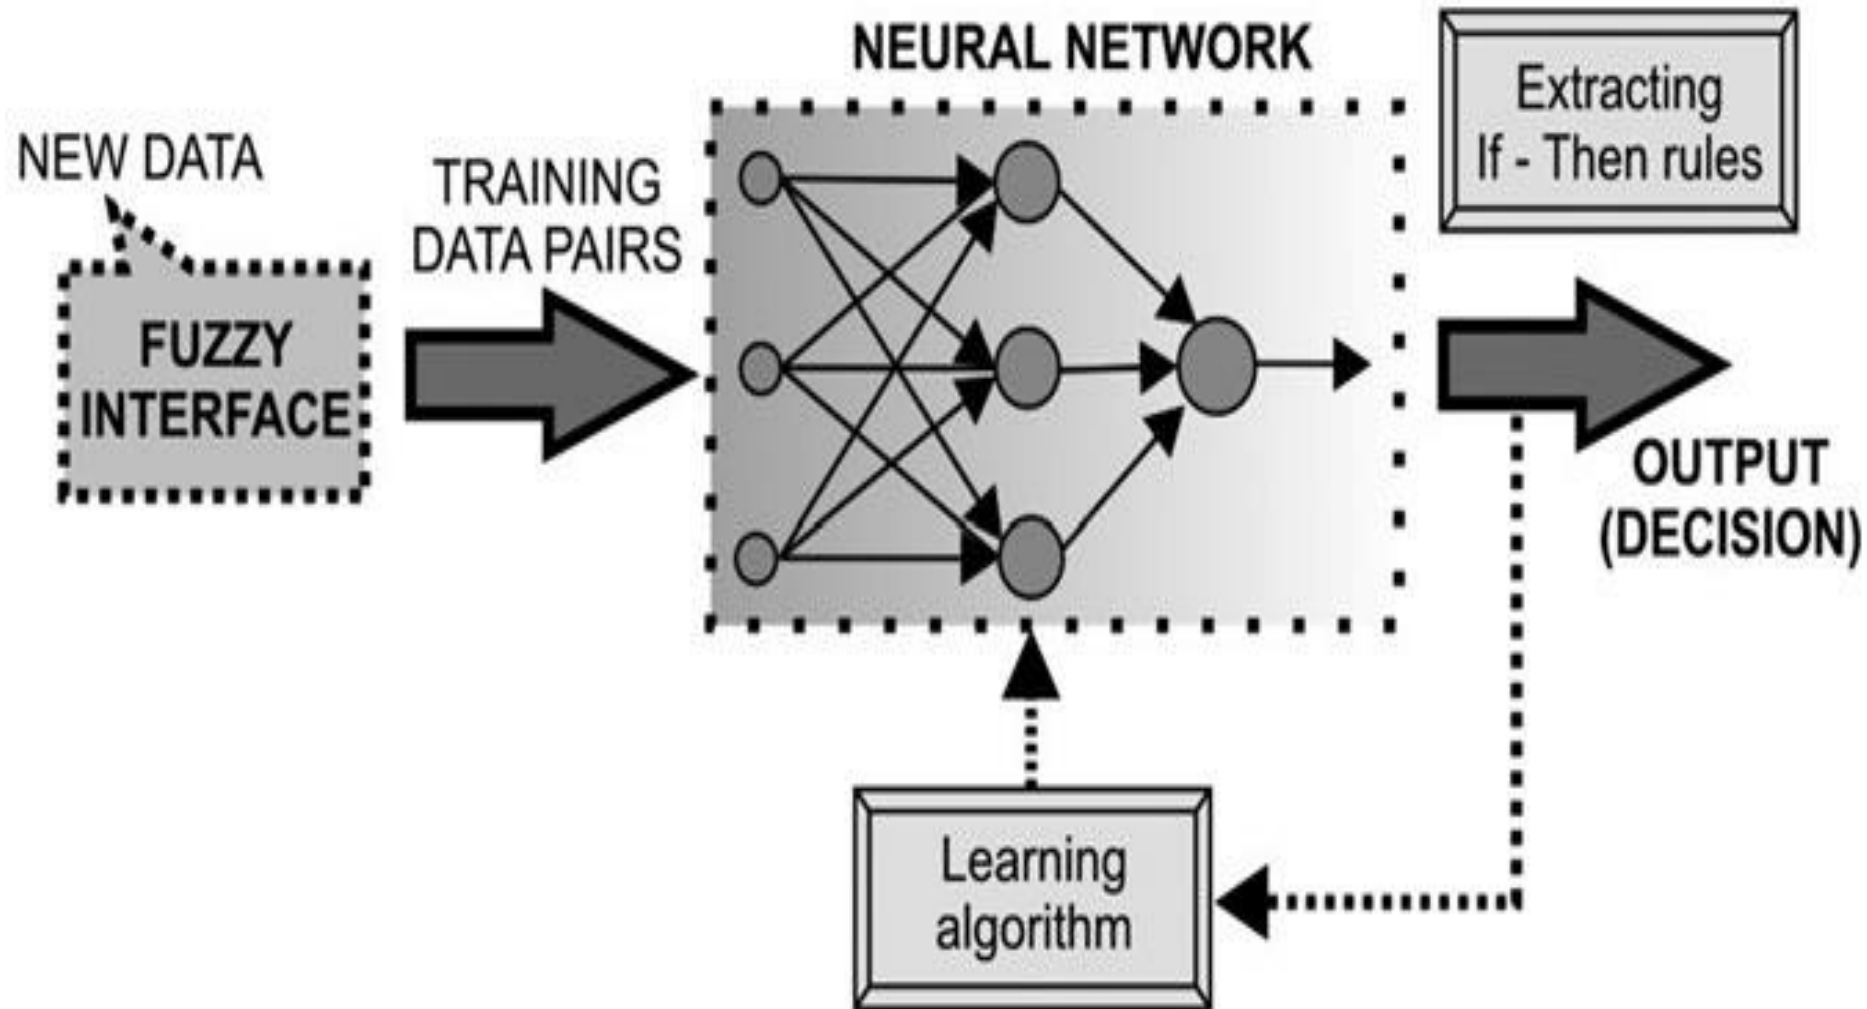 NEURAL NETWORK
Extracting
If - Then rules
NEW DATA
TRAINING
DATA PAIRS
FUZZY
INTERFACE
OUTPUT
(DECISION)
Learning
algorithm